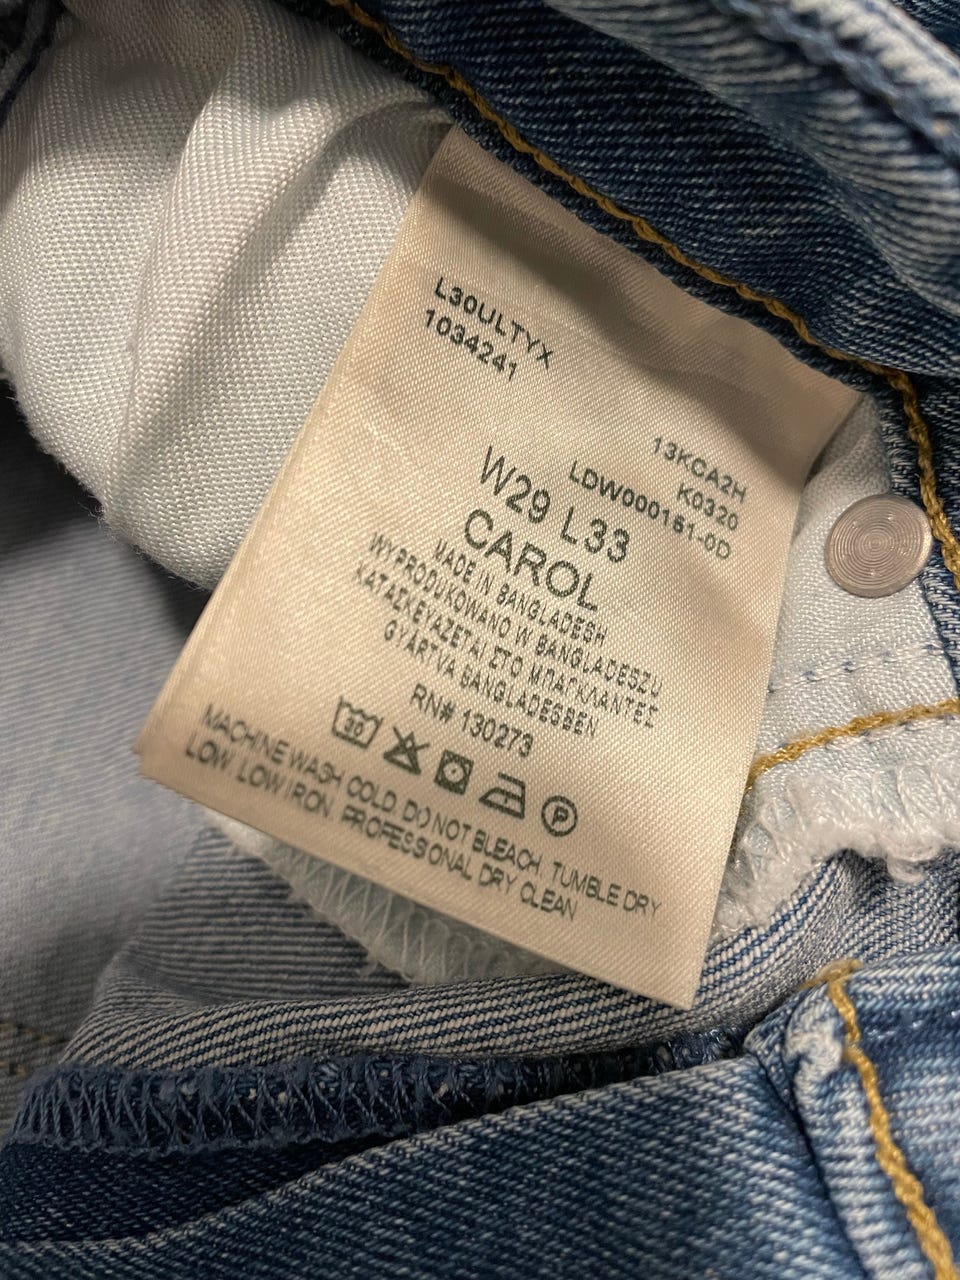 L30ULTYX
1034241
13KCA2H
K0320
LDW000161-0D
W29 L33
CAROL
MADE IN BANGLADESH
WYPRODUKOWANO W BANGLADESZU
ΚΑΤΑΣΚΕΥΑΖΕΤΑΙ ΣΤΟ ΜΠΑΓΚΛΑΝΤΕΣ
GYÁRTVA BANGLADESBEN
RN# 130273
30
P
MACHINE WASH COLD. DO NOT BLEACH. TUMBLE DRY
LOW. LOW IRON. PROFESSIONAL DRY CLEAN